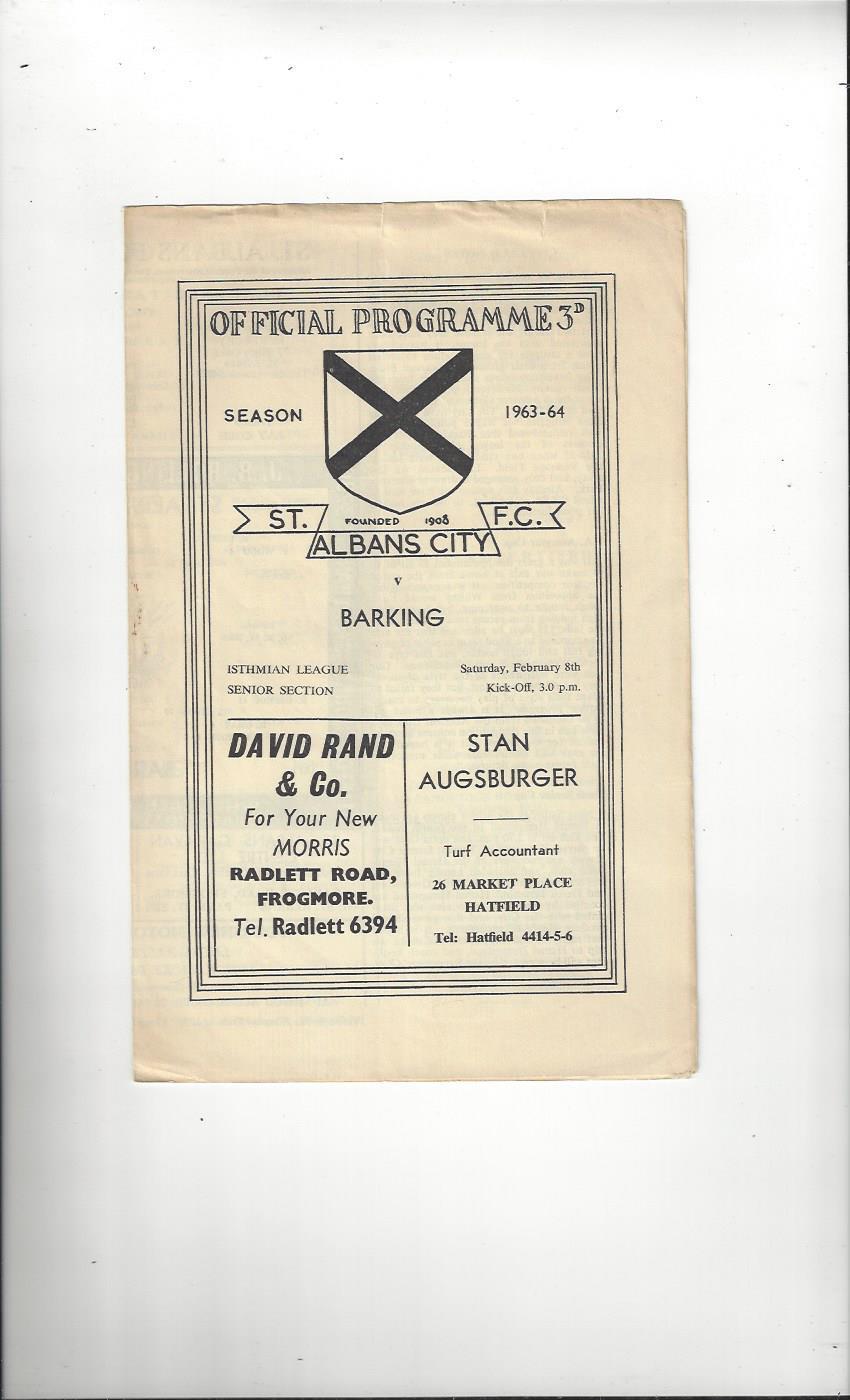 OFFICIAL PROGRAMME 3D
SEASON
1963-64
ST.
FOUNDED 1908
F.C.
ALBANS CITY
v
BARKING
ISTHMIAN LEAGUE
SENIOR SECTION
Saturday, February 8th
Kick-Off, 3.0 p.m.
DAVID RAND
& Co.
For Your New
MORRIS
RADLETT ROAD,
FROGMORE.
Tel. Radlett 6394
STAN
AUGSBURGER
Turf Accountant
26 MARKET PLACE
HATFIELD
Tel: Hatfield 4414-5-6